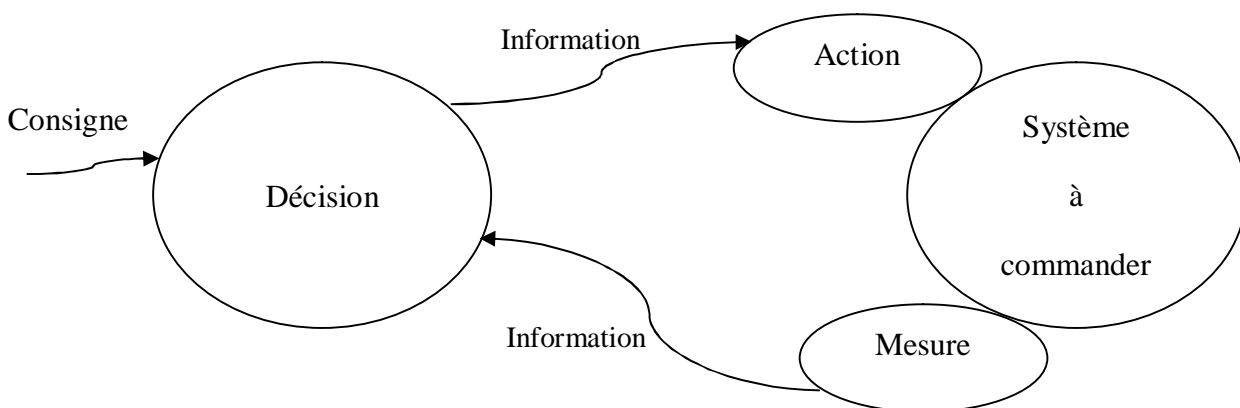 Information
Action
Consigne
Système
à
commander
Décision
Information
Mesure